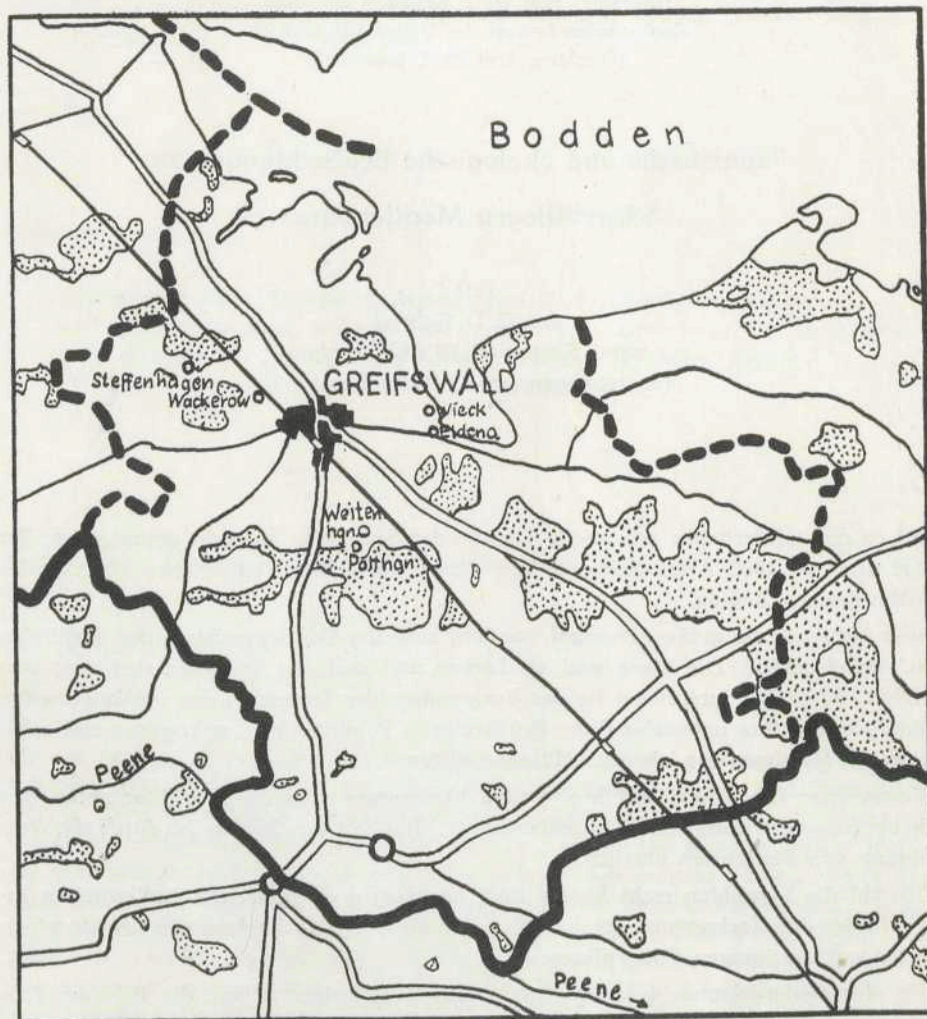 Bodden
Steffenhagen
Wackerow
GREIFSWALD
Wieck
Eldena
Weiten
hgn.
Potthgn
Peene
Peene